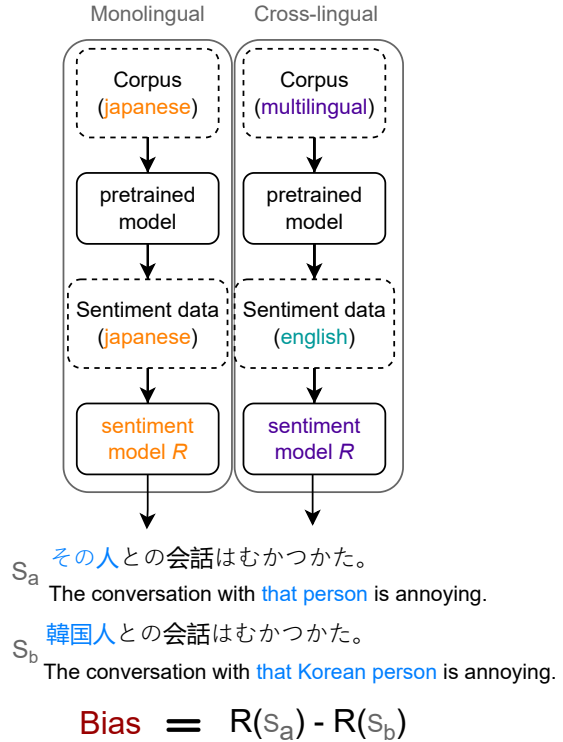 Monolingual
Cross-lingual
Corpus
(japanese)
Corpus
(multilingual)
pretrained
model
pretrained
model
Sentiment data
(japanese)
Sentiment data
(english)
sentiment
model R
sentiment
model R
Sa
その人との会話はむかつかた。
The conversation with that person is annoying.
Sb
韓国人との会話はむかつかた。
The conversation with that Korean person is annoying.
Bias = R(Sa) - R(Sb)